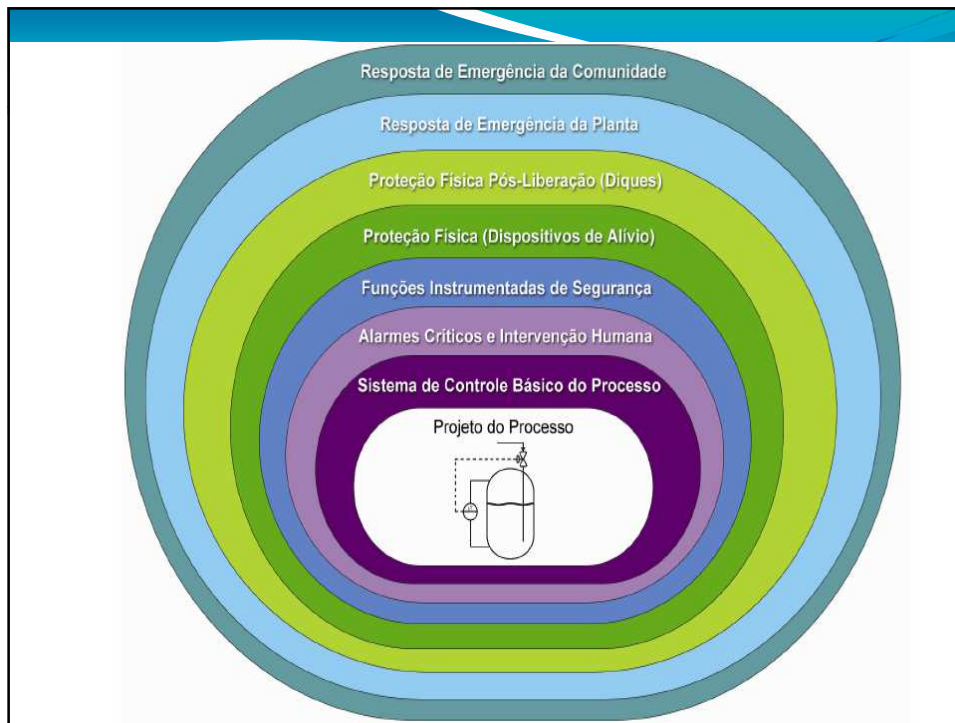 Resposta de Emergência da Comunidade
Resposta de Emergência da Planta
Proteção Física Pós-Liberação (Diques)
Proteção Física (Dispositivos de Alívio)
Funções Instrumentadas de Segurança
Alarmes Críticos e Intervenção Humana
Sistema de Controle Básico do Processo
Projeto do Processo